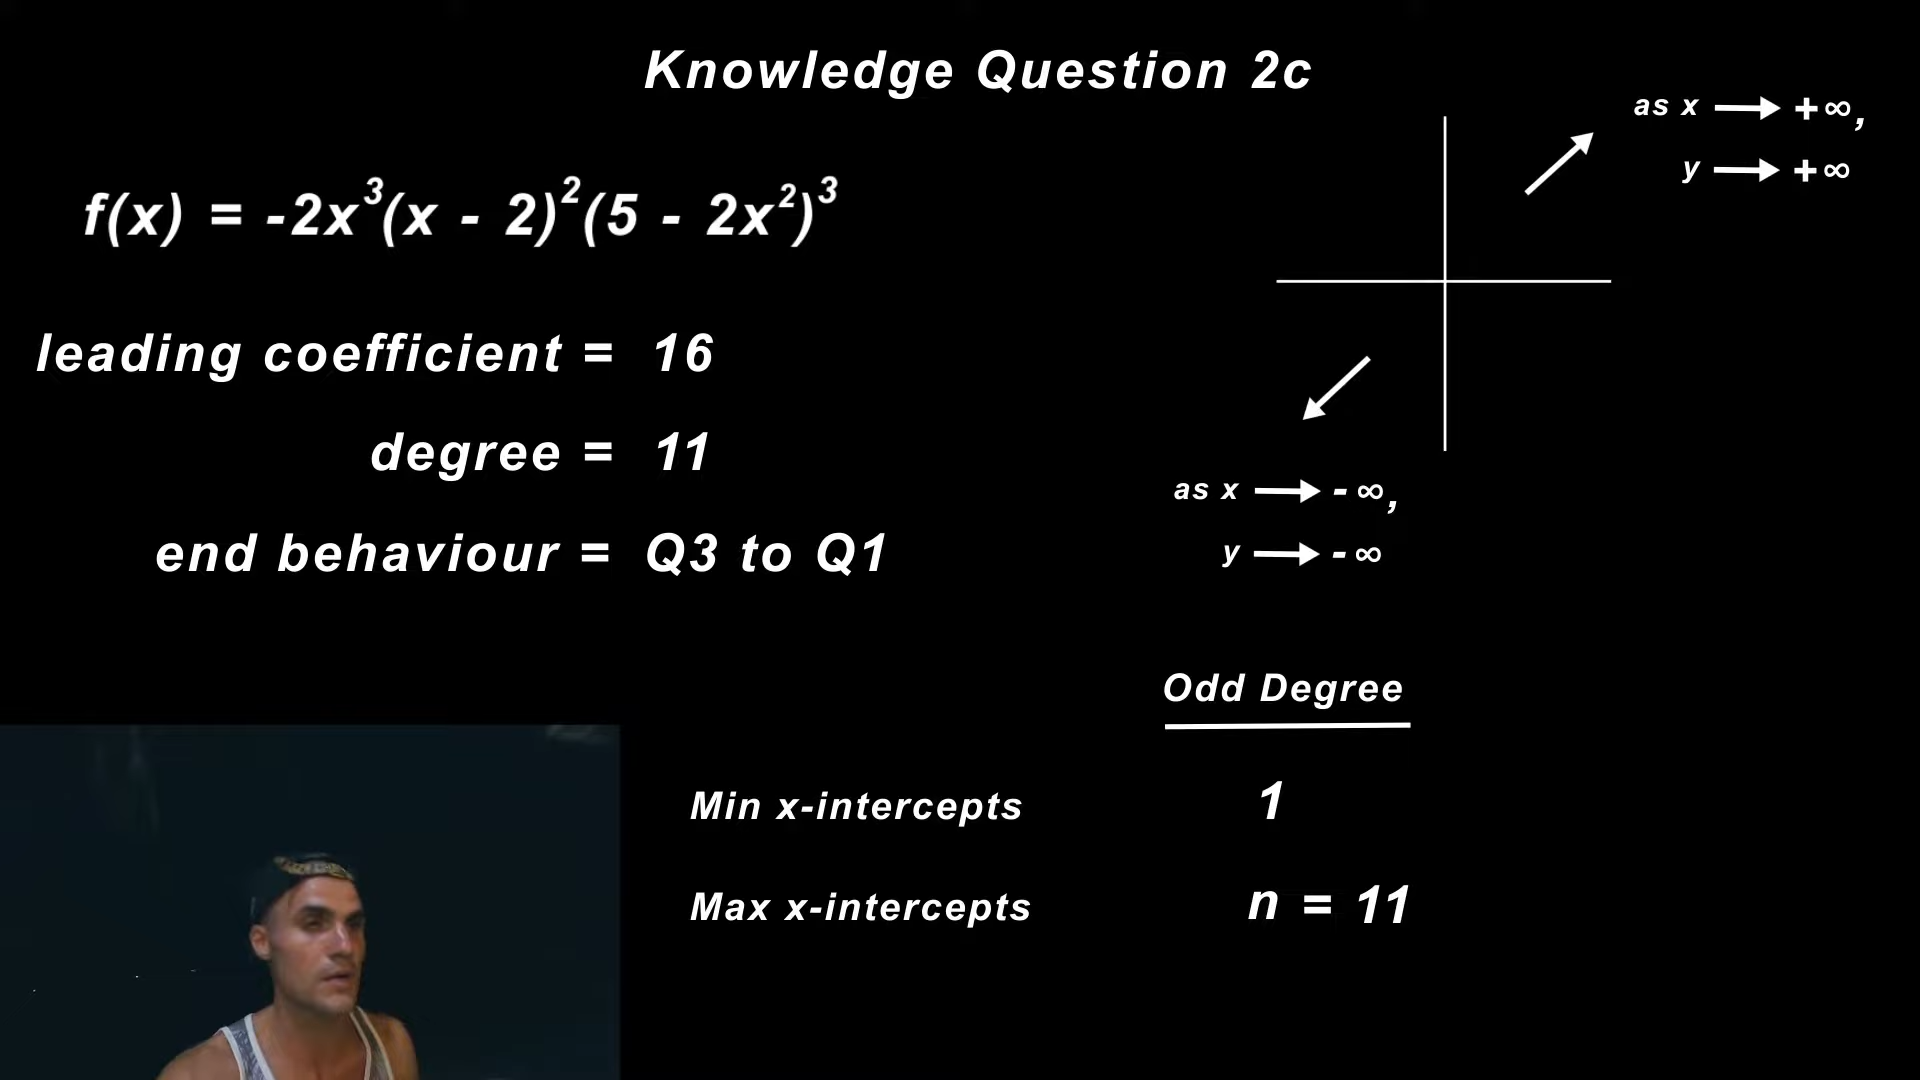 Knowledge Question 2c
f(x) = -2x³(x - 2)²(5 - 2x²)³
leading coefficient = 16
degree = 11
end behaviour = Q3 to Q1
as x ⟶ +∞,
y ⟶ +∞
as x ⟶ -∞,
y ⟶ -∞
Odd Degree
Min x-intercepts 1
Max x-intercepts n = 11